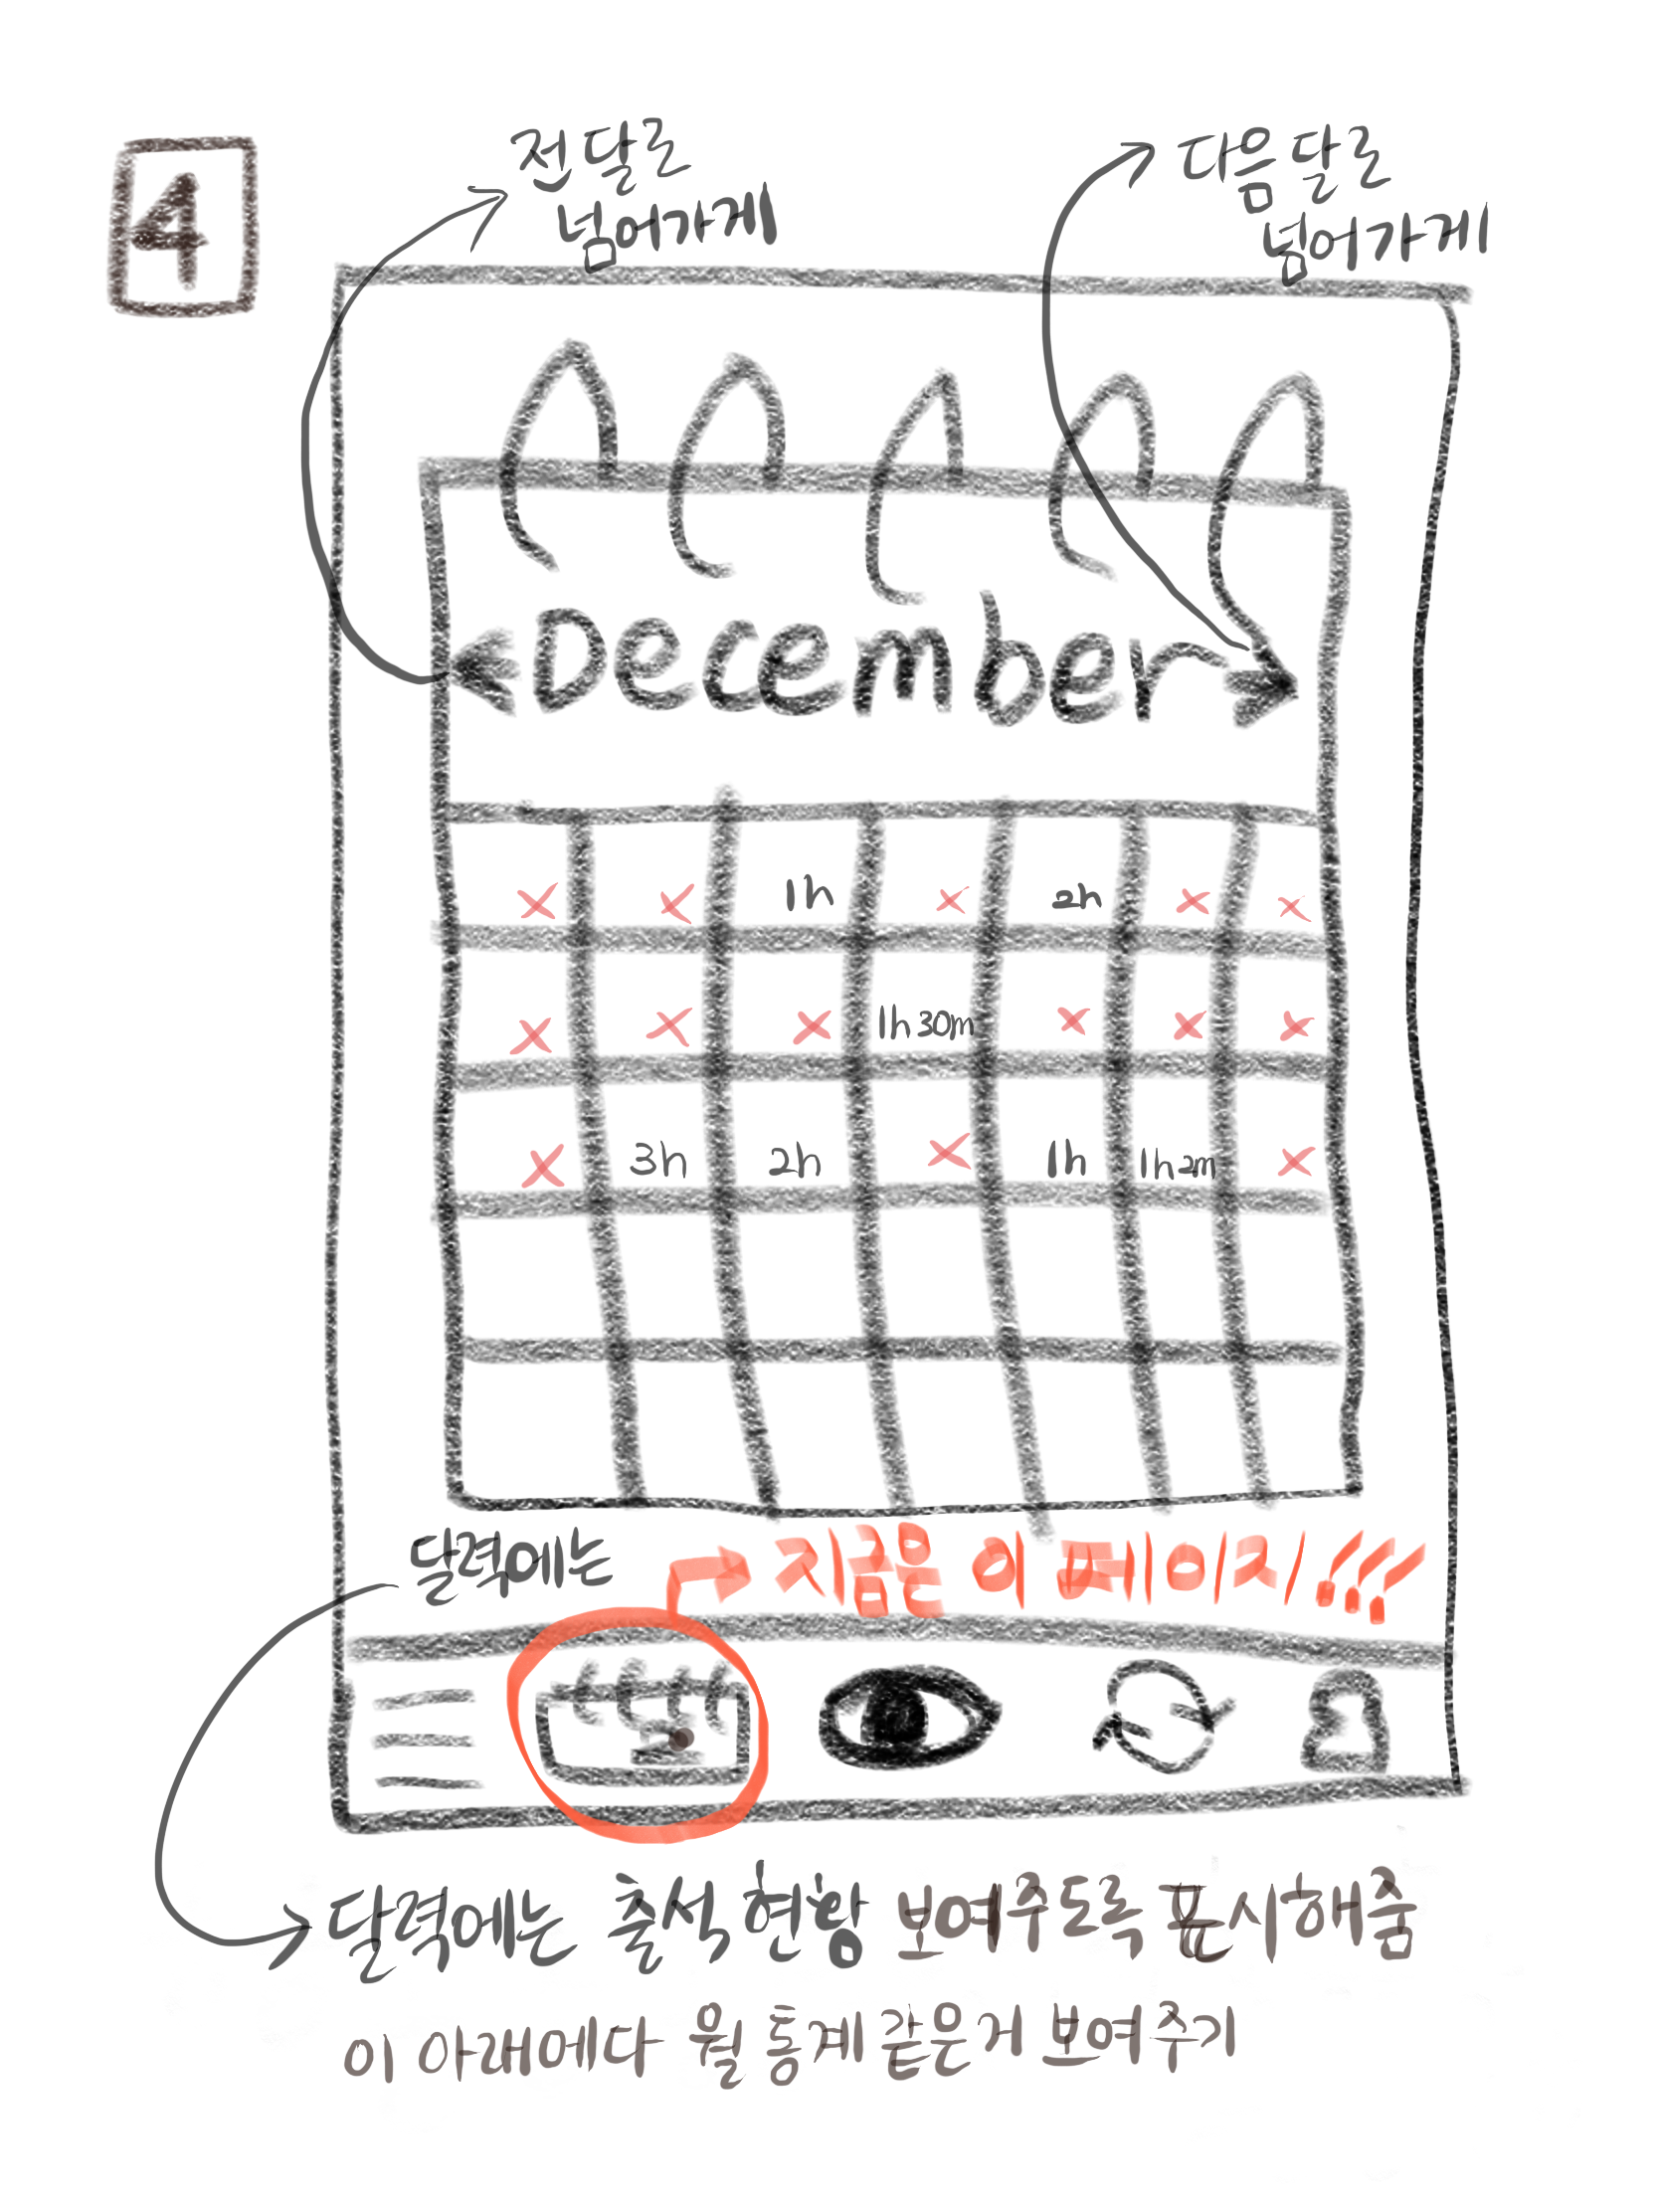 4
전달로
넘어가게
다음달로
넘어가게
December
X X 1h X 2h X X
X X X 1h 30m X X X
X 3h 2h X 1h 1h 2m X
달력에는
지금은 이 페이지!!!
달력에는 출석 현황 보여주도록 표시해줌
이 아래에다 월 통계 같은거 보여주기